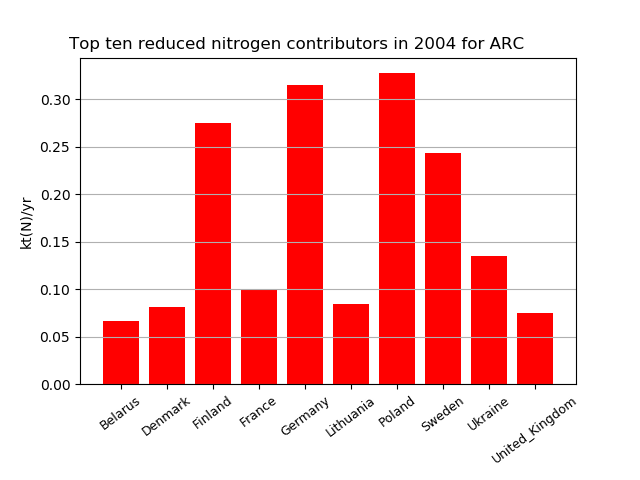 Top ten reduced nitrogen contributors in 2004 for ARC
kt(N)/yr
0.30
0.25
0.20
0.15
0.10
0.05
0.00
Belarus
Denmark
Finland
France
Germany
Lithuania
Poland
Sweden
Ukraine
United_Kingdom